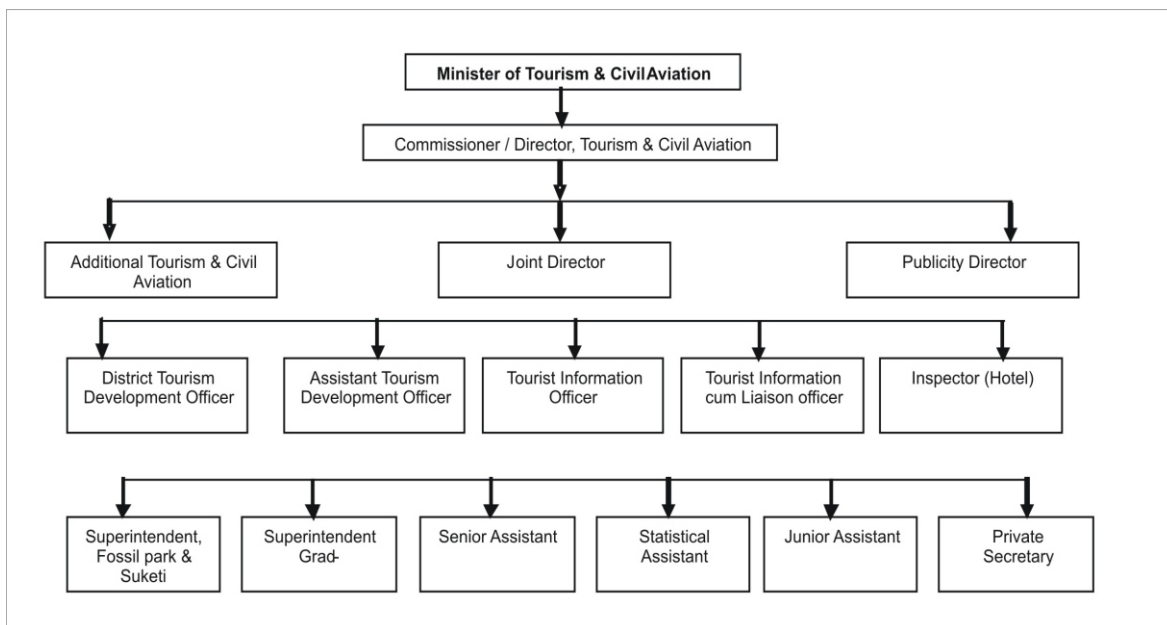 Minister of Tourism & Civil Aviation
Commissioner / Director, Tourism & Civil Aviation
Additional Tourism & Civil
Aviation
Joint Director
Publicity Director
District Tourism
Development Officer
Assistant Tourism
Development Officer
Tourist Information
Officer
Tourist Information
cum Liaison officer
Inspector (Hotel)
Superintendent,
Fossil park &
Suketi
Superintendent
Grad-
Senior Assistant
Statistical
Assistant
Junior Assistant
Private
Secretary